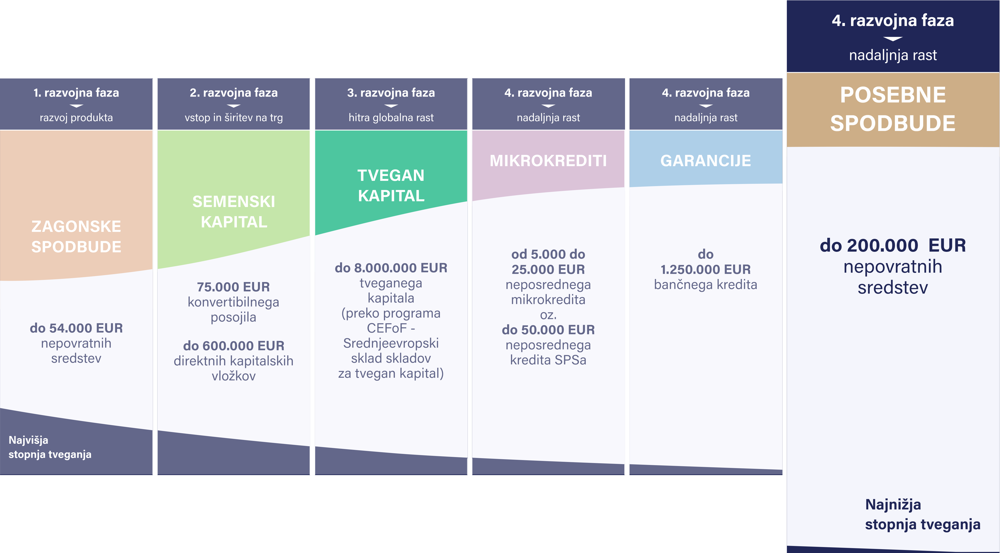 1. razvojna faza
razvoj produkta
ZAGONSKE
SPODBUDE
do 54.000 EUR
nepovratnih
sredstev
Najvišja
stopnja tveganja
2. razvojna faza
vstop in širitev na trg
SEMENSKI
KAPITAL
75.000 EUR
konvertibilnega
posojila
do 600.000 EUR
direktnih kapitalskih
vložkov
3. razvojna faza
hitra globalna rast
TVEGAN
KAPITAL
do 8.000.000 EUR
tveganega
kapitala
(preko programa
CEFoF -
Srednjeevropski
sklad skladov
za tvegan kapital)
4. razvojna faza
nadaljnja rast
MIKROKREDITI
od 5.000 do
25.000 EUR
neposrednega
mikrokredita
oz.
do 50.000 EUR
neposrednega
kredita SPSa
4. razvojna faza
nadaljnja rast
GARANCIJE
do
1.250.000 EUR
bančnega kredita
4. razvojna faza
nadaljnja rast
POSEBNE
SPODBUDE
do 200.000 EUR
nepovratnih
sredstev
Najnižja
stopnja tveganja